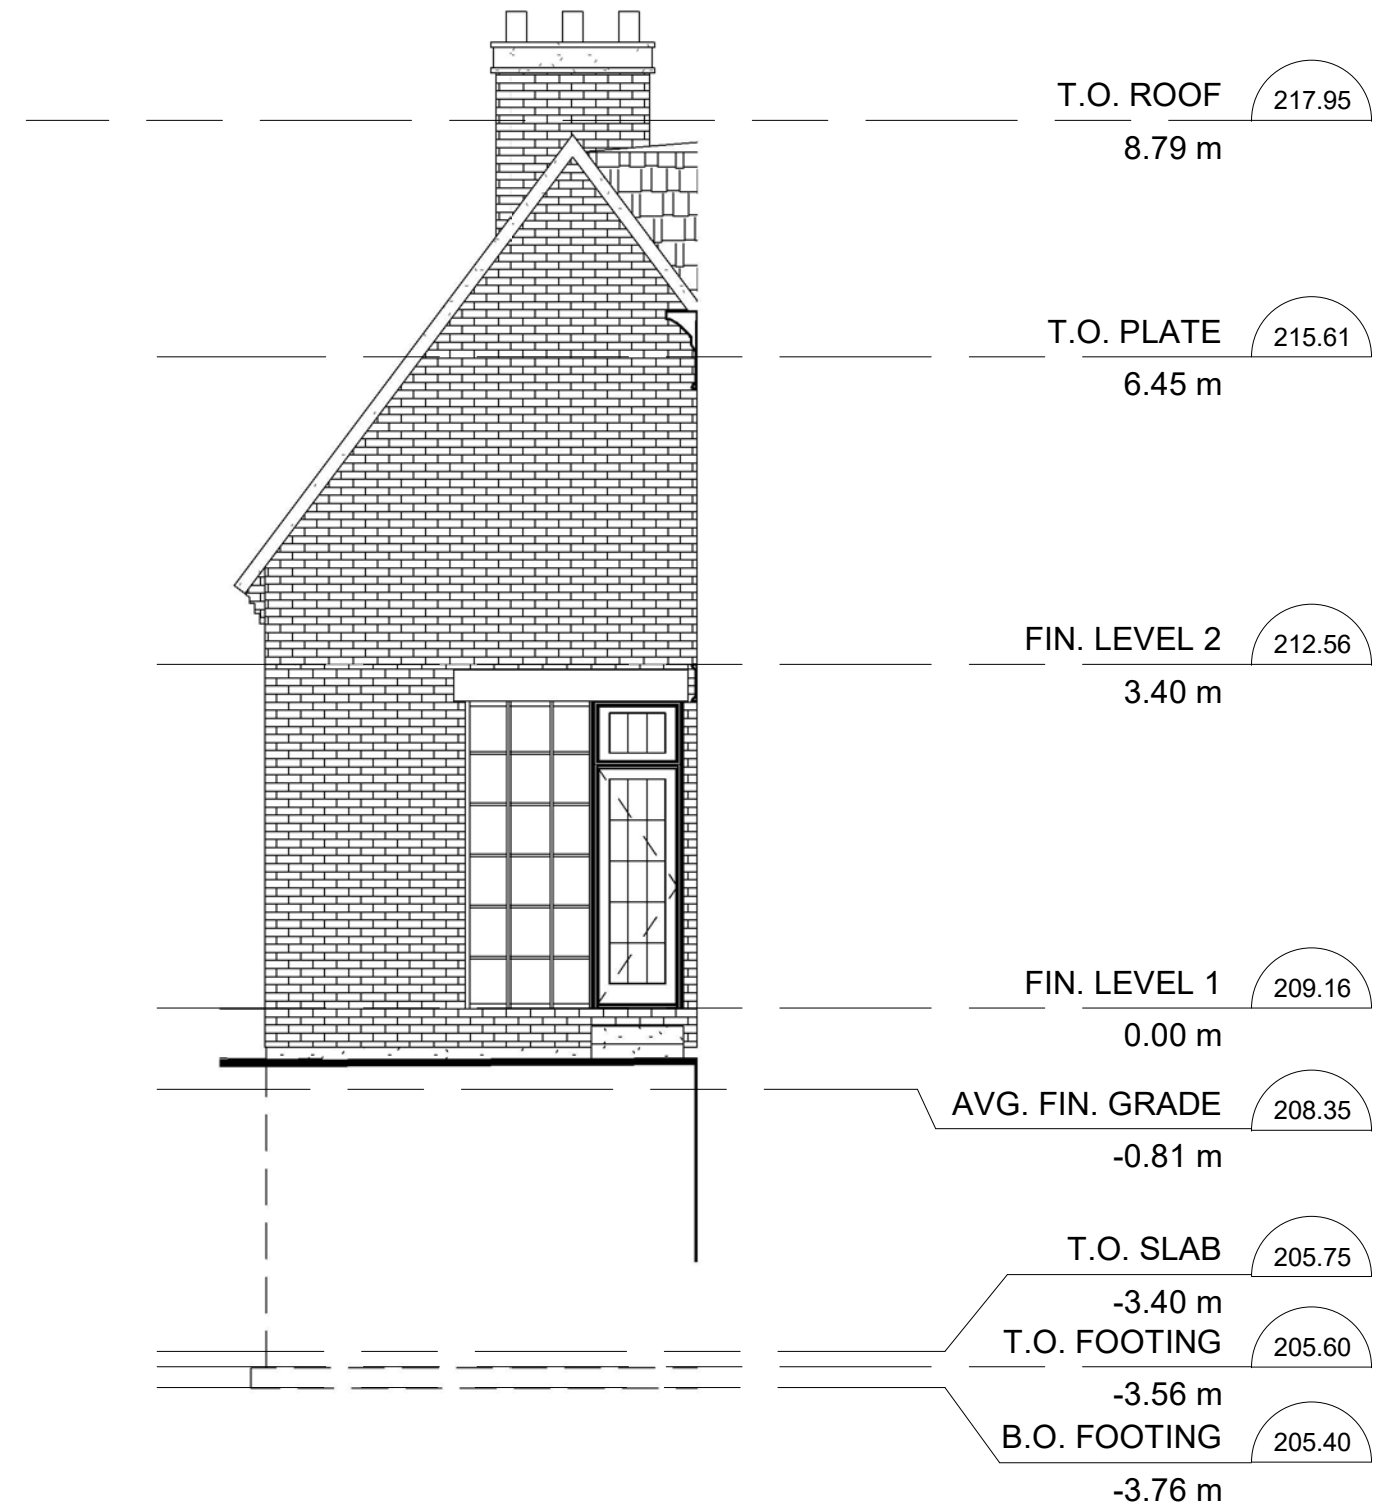 T.O. ROOF 217.95
8.79 m
T.O. PLATE 215.61
6.45 m
FIN. LEVEL 2 212.56
3.40 m
FIN. LEVEL 1 209.16
0.00 m
AVG. FIN. GRADE 208.35
-0.81 m
T.O. SLAB 205.75
-3.40 m
T.O. FOOTING 205.60
-3.56 m
B.O. FOOTING 205.40
-3.76 m